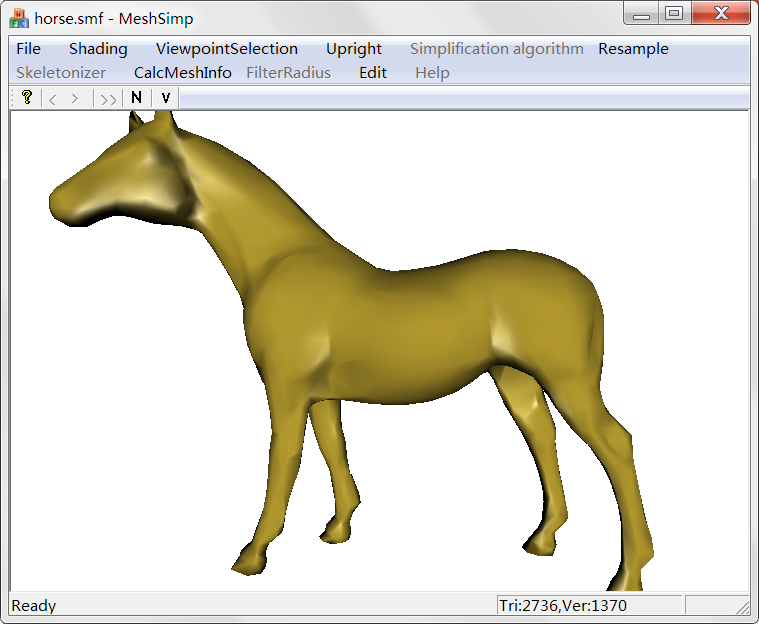 horse.smf - MeshSimp
File Shading ViewpointSelection Upright Simplification algorithm Resample
Skeletonizer CalcMeshInfo FilterRadius Edit Help
? < > >> N V
Ready Tri:2736,Ver:1370